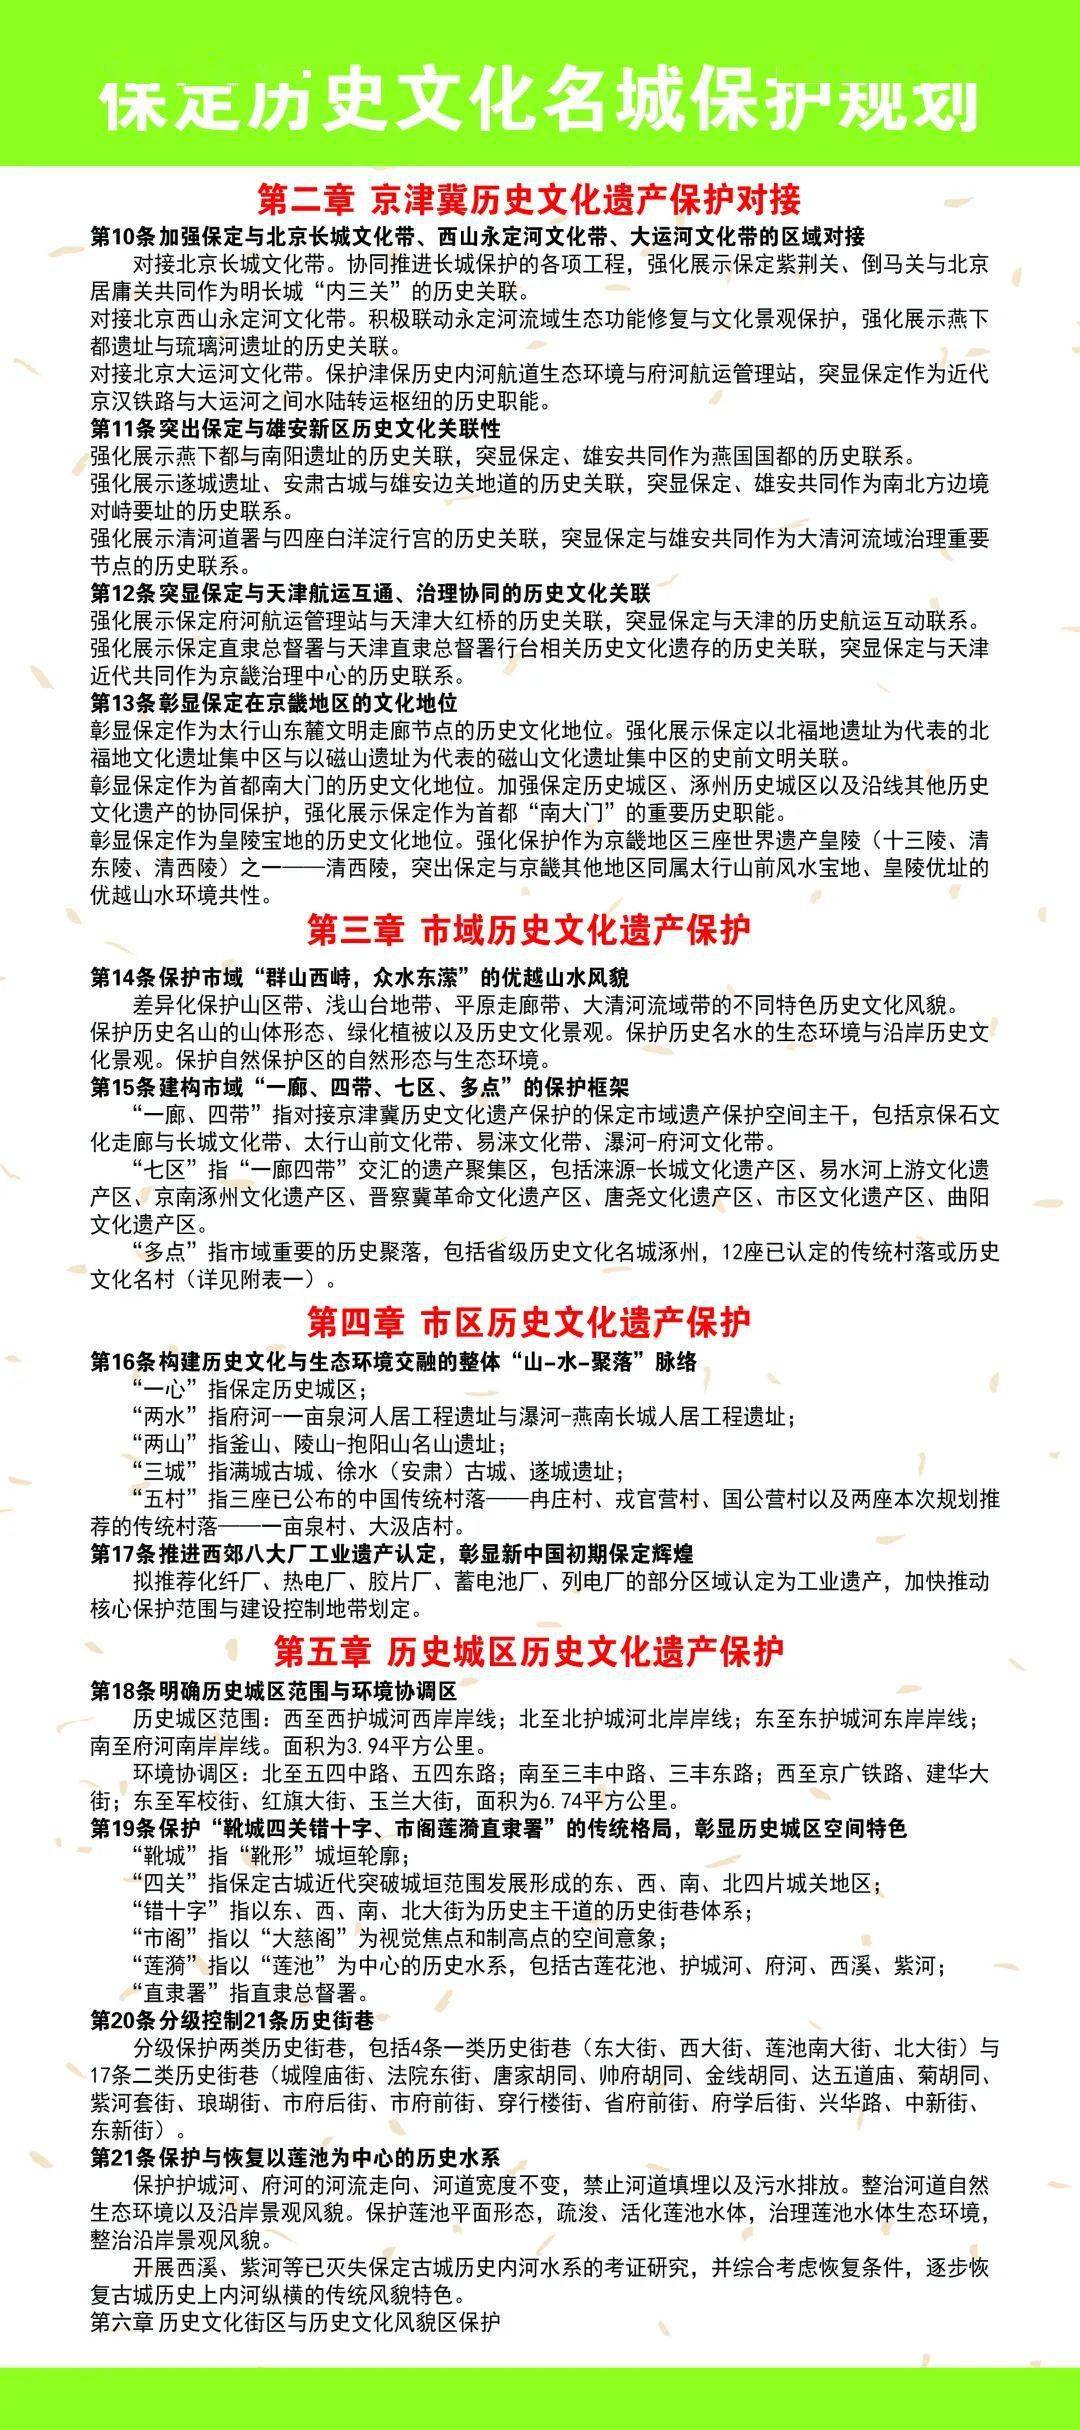 保定历史文化名城保护规划
第二章 京津冀历史文化遗产保护对接
第10条加强保定与北京长城文化带、西山永定河文化带、大运河文化带的区域对接
对接北京长城文化带。协同推进长城保护的各项工程，强化展示保定紫荆关、倒马关与北京
居庸关共同作为明长城“内三关”的历史关联。
对接北京西山永定河文化带。积极联动永定河流域生态功能修复与文化景观保护，强化展示燕下
都遗址与琉璃河遗址的历史关联。
对接北京大运河文化带。保护津保历史内河航道生态环境与府河航运管理站，突显保定作为近代
京汉铁路与大运河之间水陆转运枢纽的历史职能。
第11条突出保定与雄安新区历史文化关联性
强化展示燕下都与南阳遗址的历史关联，突显保定、雄安共同作为燕国国都的历史联系。
强化展示遂城遗址、安肃古城与雄安边关地道的历史关联，突显保定、雄安共同作为南北方边境
对峙要址的历史联系。
强化展示清河道署与四座白洋淀行宫的历史关联，突显保定与雄安共同作为大清河流域治理重要
节点的历史联系。
第12条突显保定与天津航运互通、治理协同的历史文化关联
强化展示保定府河航运管理站与天津大红桥的历史关联，突显保定与天津的历史航运互动联系。
强化展示保定直隶总督署与天津直隶总督署行台相关历史文化遗存的历史关联，突显保定与天津
近代共同作为京畿治理中心的历史联系。
第13条彰显保定在京畿地区的文化地位
彰显保定作为太行山东麓文明走廊节点的历史文化地位。强化展示保定以北福地遗址为代表的北
福地文化遗址集中区与以磁山遗址为代表的磁山文化遗址集中区的史前文明关联。
彰显保定作为首都南大门的历史文化地位。加强保定历史城区、涿州历史城区以及沿线其他历史
文化遗产的协同保护，强化展示保定作为首都“南大门”的重要历史职能。
彰显保定作为皇陵宝地的历史文化地位。强化保护作为京畿地区三座世界遗产皇陵（十三陵、清
东陵、清西陵）之一——清西陵，突出保定与京畿其他地区同属太行山前风水宝地、皇陵优址的
优越山水环境共性。
第三章 市域历史文化遗产保护
第14条保护市域“群山西峙，众水东潆”的优越山水风貌
差异化保护山区带、浅山台地带、平原走廊带、大清河流域带的不同特色历史文化风貌。
保护历史名山的山体形态、绿化植被以及历史文化景观。保护历史名水的生态环境与沿岸历史文
化景观。保护自然保护区的自然形态与生态环境。
第15条建构市域“一廊、四带、七区、多点”的保护框架
“一廊、四带”指对接京津冀历史文化遗产保护的保定市域遗产保护空间主干，包括京保石文
化走廊与长城文化带、太行山前文化带、易涞文化带、瀑河-府河文化带。
“七区”指“一廊四带”交汇的遗产聚集区，包括涞源-长城文化遗产区、易水河上游文化遗
产区、京南涿州文化遗产区、晋察冀革命文化遗产区、唐尧文化遗产区、市区文化遗产区、曲阳
文化遗产区。
“多点”指市域重要的历史聚落，包括省级历史文化名城涿州，12座已认定的传统村落或历史
文化名村（详见附表一）。
第四章 市区历史文化遗产保护
第16条构建历史文化与生态环境交融的整体“山-水-聚落”脉络
“一心”指保定历史城区；
“两水”指府河-一亩泉河人居工程遗址与瀑河-燕南长城人居工程遗址；
“两山”指釜山、陵山-抱阳山名山遗址；
“三城”指满城古城、徐水（安肃）古城、遂城遗址；
“五村”指三座已公布的中国传统村落——冉庄村、戎官营村、国公营村以及两座本次规划推
荐的传统村落——一亩泉村、大汲店村。
第17条推进西郊八大厂工业遗产认定，彰显新中国初期保定辉煌
拟推荐化纤厂、热电厂、胶片厂、蓄电池厂、列电厂的部分区域认定为工业遗产，加快推动
核心保护范围与建设控制地带划定。
第五章 历史城区历史文化遗产保护
第18条明确历史城区范围与环境协调区
历史城区范围：西至西护城河西岸岸线；北至北护城河北岸岸线；东至东护城河东岸岸线；
南至府河南岸岸线。面积为3.94平方公里。
环境协调区：北至五四中路、五四东路；南至三丰中路、三丰东路；西至京广铁路、建华大
街；东至军校街、红旗大街、玉兰大街，面积为6.74平方公里。
第19条保护“靴城四关错十字、市阁莲漪直隶署”的传统格局，彰显历史城区空间特色
“靴城”指“靴形”城垣轮廓；
“四关”指保定古城近代突破城垣范围发展形成的东、西、南、北四片城关地区；
“错十字”指以东、西、南、北大街为历史主干道的历史街巷体系；
“市阁”指以“大慈阁”为视觉焦点和制高点的空间意象；
“莲漪”指以“莲池”为中心的历史水系，包括古莲花池、护城河、府河、西溪、紫河；
“直隶署”指直隶总督署。
第20条分级控制21条历史街巷
分级保护两类历史街巷，包括4条一类历史街巷（东大街、西大街、莲池南大街、北大街）与
17条二类历史街巷（城隍庙街、法院东街、唐家胡同、帅府胡同、金线胡同、达五道庙、菊胡同、
紫河套街、琅瑚街、市府后街、市府前街、穿行楼街、省府前街、府学后街、兴华路、中新街、
东新街）。
第21条保护与恢复以莲池为中心的历史水系
保护护城河、府河的河流走向、河道宽度不变，禁止河道填埋以及污水排放。整治河道自然
生态环境以及沿岸景观风貌。保护莲池平面形态，疏浚、活化莲池水体，治理莲池水体生态环境，
整治沿岸景观风貌。
开展西溪、紫河等已灭失保定古城历史内河水系的考证研究，并综合考虑恢复条件，逐步恢
复古城历史上内河纵横的传统风貌特色。
第六章 历史文化街区与历史文化风貌区保护